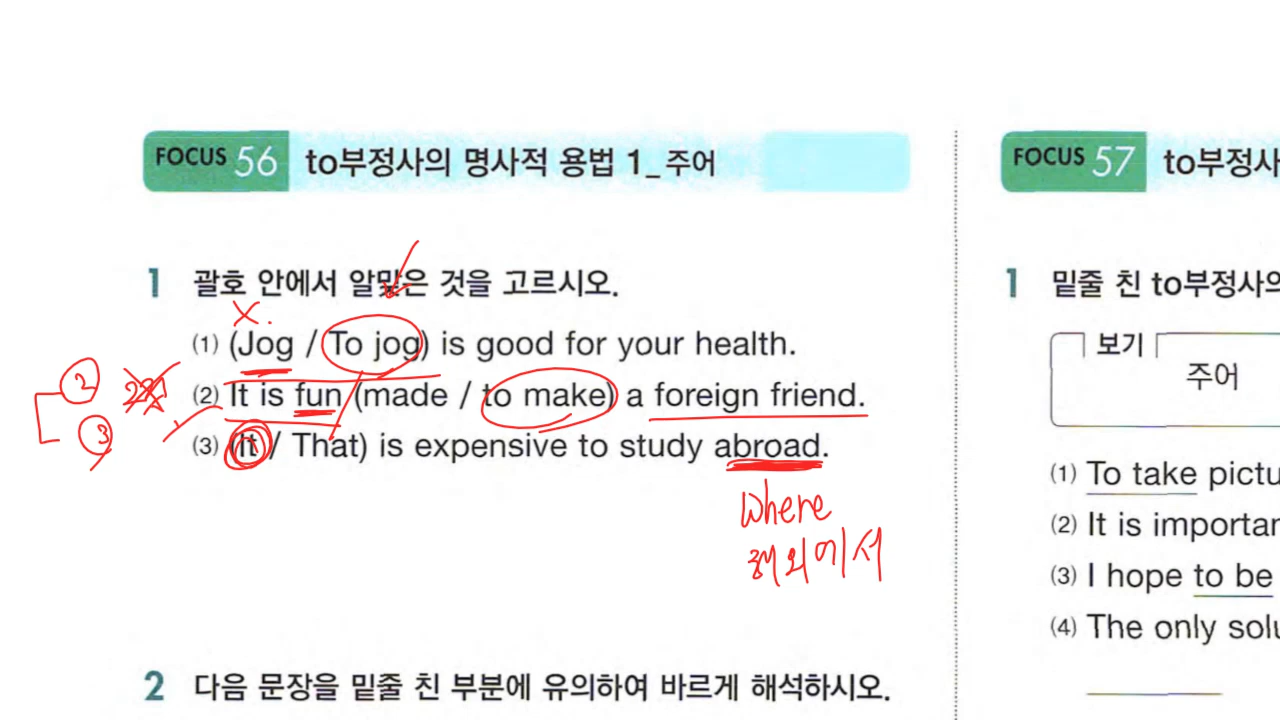 FOCUS 56 to부정사의 명사적 용법 1_주어
1 괄호 안에서 알맞은 것을 고르시오.
X.
(1) (Jog / To jog) is good for your health.
(2) It is fun (made / to make) a foreign friend.
(3) (It / That) is expensive to study abroad.
2
3
Where
해외에서
2 다음 문장을 밑줄 친 부분에 유의하여 바르게 해석하시오.
FOCUS 57 to부정사
1 밑줄 친 to부정사의
보기
주어
(1) To take pictu
(2) It is importan
(3) I hope to be
(4) The only solu